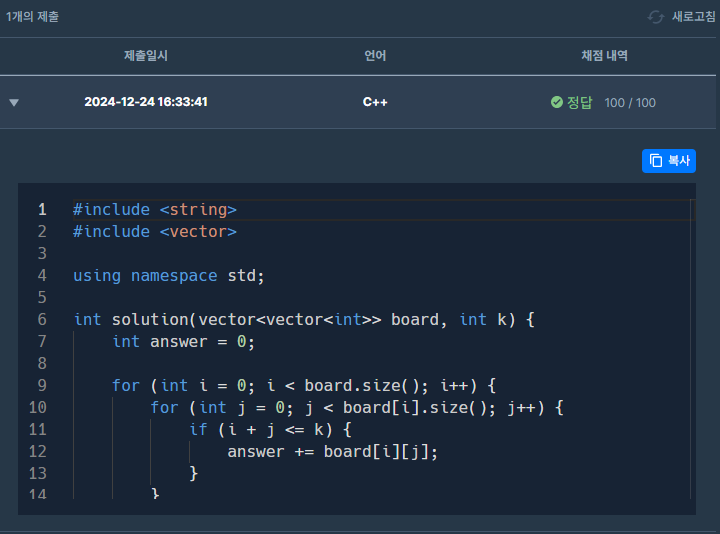 1개의 제출 새로고침
제출일시 언어 채점 내역
2024-12-24 16:33:41 C++ 정답 100 / 100
복사
1 #include <string>
2 #include <vector>
3
4 using namespace std;
5
6 int solution(vector<vector<int>> board, int k) {
7     int answer = 0;
8
9     for (int i = 0; i < board.size(); i++) {
10         for (int j = 0; j < board[i].size(); j++) {
11             if (i + j <= k) {
12                 answer += board[i][j];
13             }
14         }